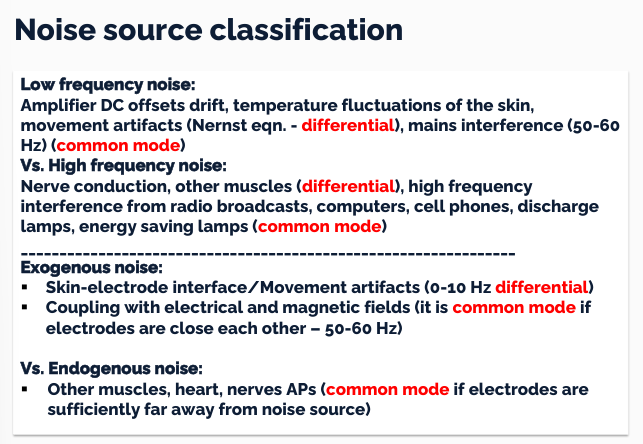 Noise source classification
Low frequency noise:
Amplifier DC offsets drift, temperature fluctuations of the skin,
movement artifacts (Nernst eqn. - differential), mains interference (50-60
Hz) (common mode)
Vs. High frequency noise:
Nerve conduction, other muscles (differential), high frequency
interference from radio broadcasts, computers, cell phones, discharge
lamps, energy saving lamps (common mode)
--------------------------------------------------------------
Exogenous noise:
▪ Skin-electrode interface/Movement artifacts (0-10 Hz differential)
▪ Coupling with electrical and magnetic fields (it is common mode if
electrodes are close each other – 50-60 Hz)
Vs. Endogenous noise:
▪ Other muscles, heart, nerves APs (common mode if electrodes are
sufficiently far away from noise source)